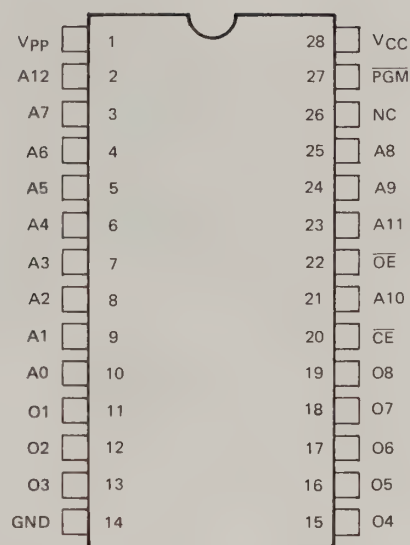 VPP 1 28 VCC
A12 2 27 PGM
A7 3 26 NC
A6 4 25 A8
A5 5 24 A9
A4 6 23 A11
A3 7 22 OE
A2 8 21 A10
A1 9 20 CE
A0 10 19 O8
O1 11 18 O7
O2 12 17 O6
O3 13 16 O5
GND 14 15 O4